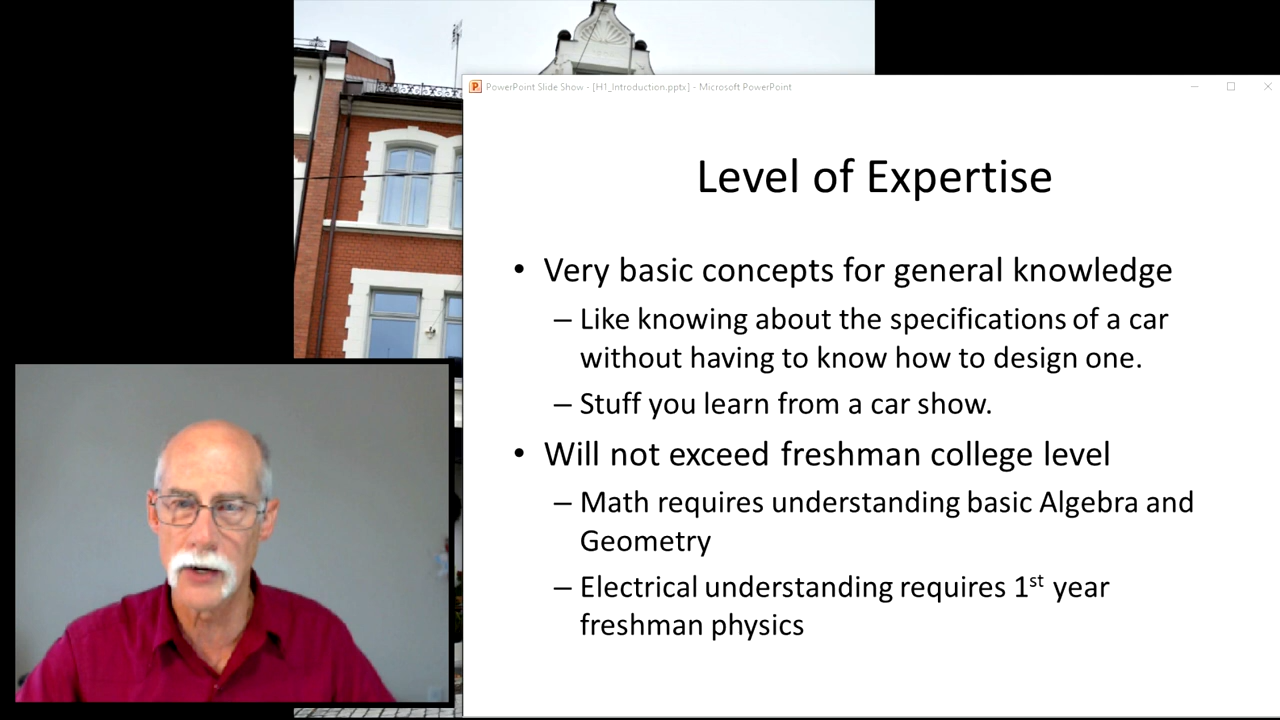 PowerPoint Slide Show - [H1_Introduction.pptx] - Microsoft PowerPoint
Level of Expertise
• Very basic concepts for general knowledge
– Like knowing about the specifications of a car
without having to know how to design one.
– Stuff you learn from a car show.
• Will not exceed freshman college level
– Math requires understanding basic Algebra and
Geometry
– Electrical understanding requires 1st year
freshman physics